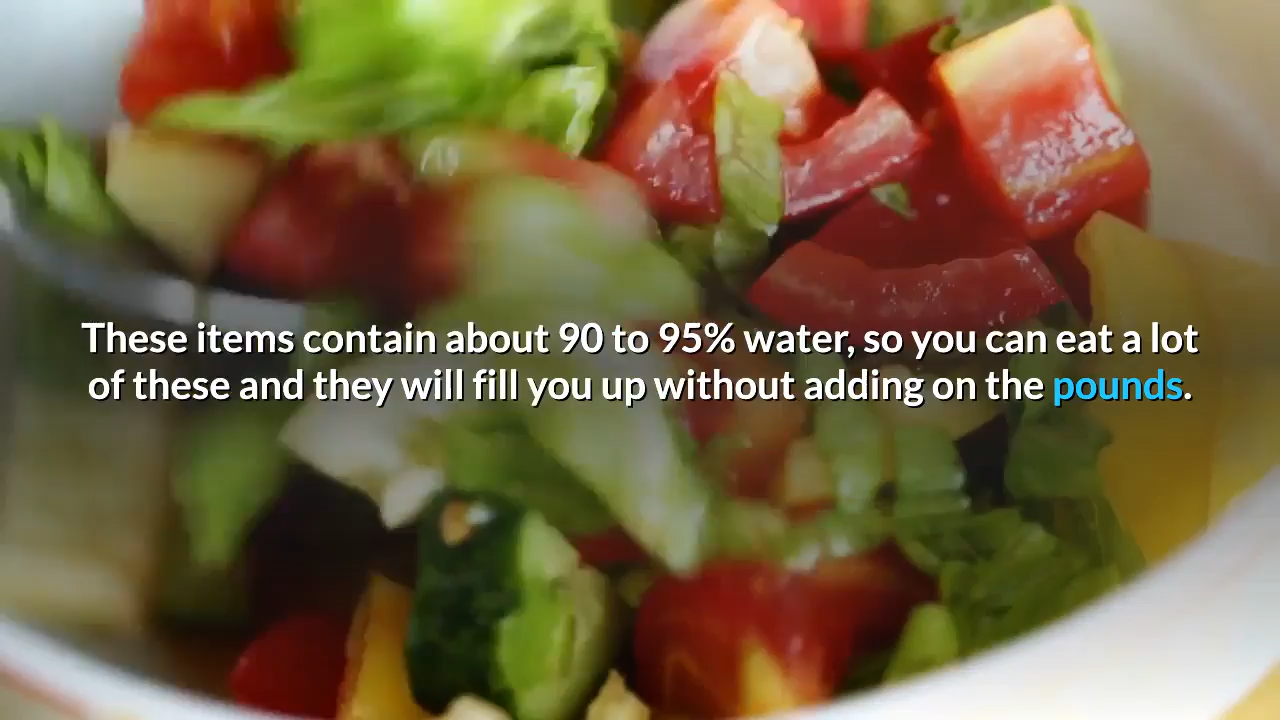 These items contain about 90 to 95% water, so you can eat a lot
of these and they will fill you up without adding on the pounds.